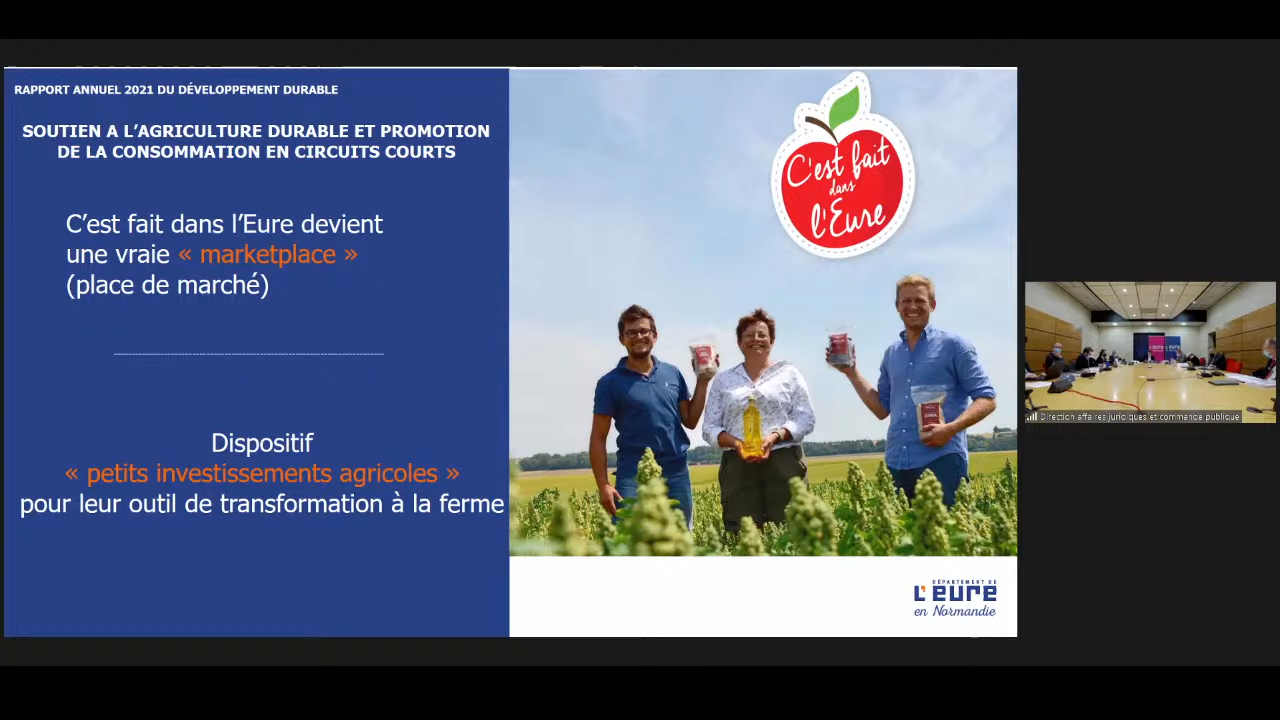 RAPPORT ANNUEL 2021 DU DÉVELOPPEMENT DURABLE
SOUTIEN A L’AGRICULTURE DURABLE ET PROMOTION
DE LA CONSOMMATION EN CIRCUITS COURTS
C’est fait dans l’Eure devient
une vraie « marketplace »
(place de marché)
Dispositif
« petits investissements agricoles »
pour leur outil de transformation à la ferme
C'est fait
dans
l'Eure
DÉPARTEMENT DE
L'EURE
en Normandie
Direction affaires juridiques et commande publique